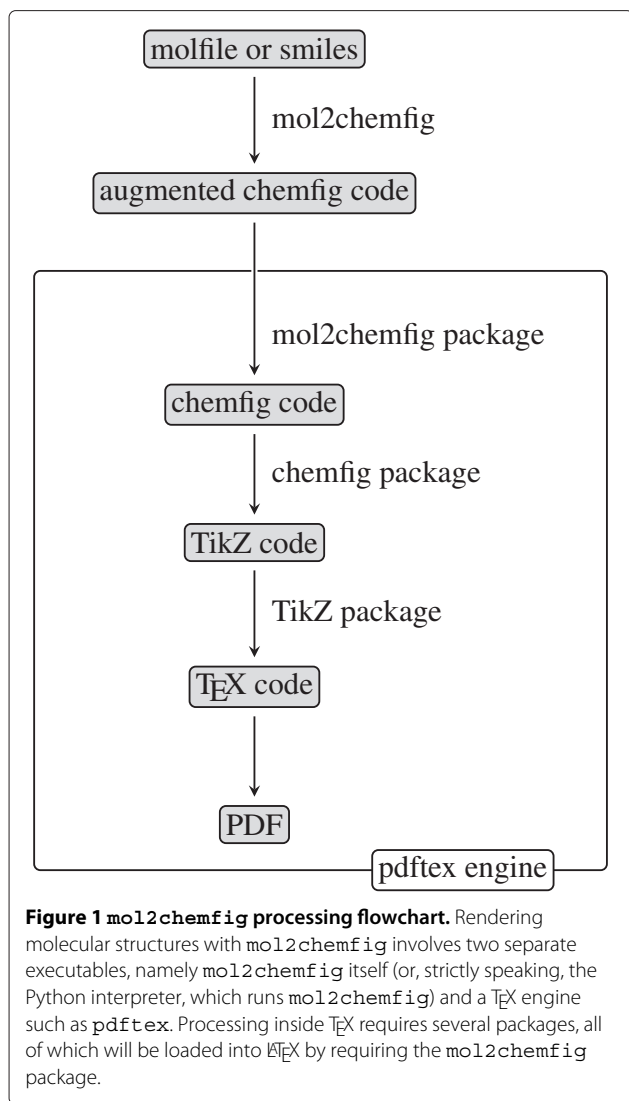 molfile or smiles
mol2chemfig
augmented chemfig code
mol2chemfig package
chemfig code
chemfig package
TikZ code
TikZ package
TEX code
PDF
pdftex engine
Figure 1 mol2chemfig processing flowchart. Rendering
molecular structures with mol2chemfig involves two separate
executables, namely mol2chemfig itself (or, strictly speaking, the
Python interpreter, which runs mol2chemfig) and a TEX engine
such as pdftex. Processing inside TEX requires several packages, all
of which will be loaded into LATEX by requiring the mol2chemfig
package.